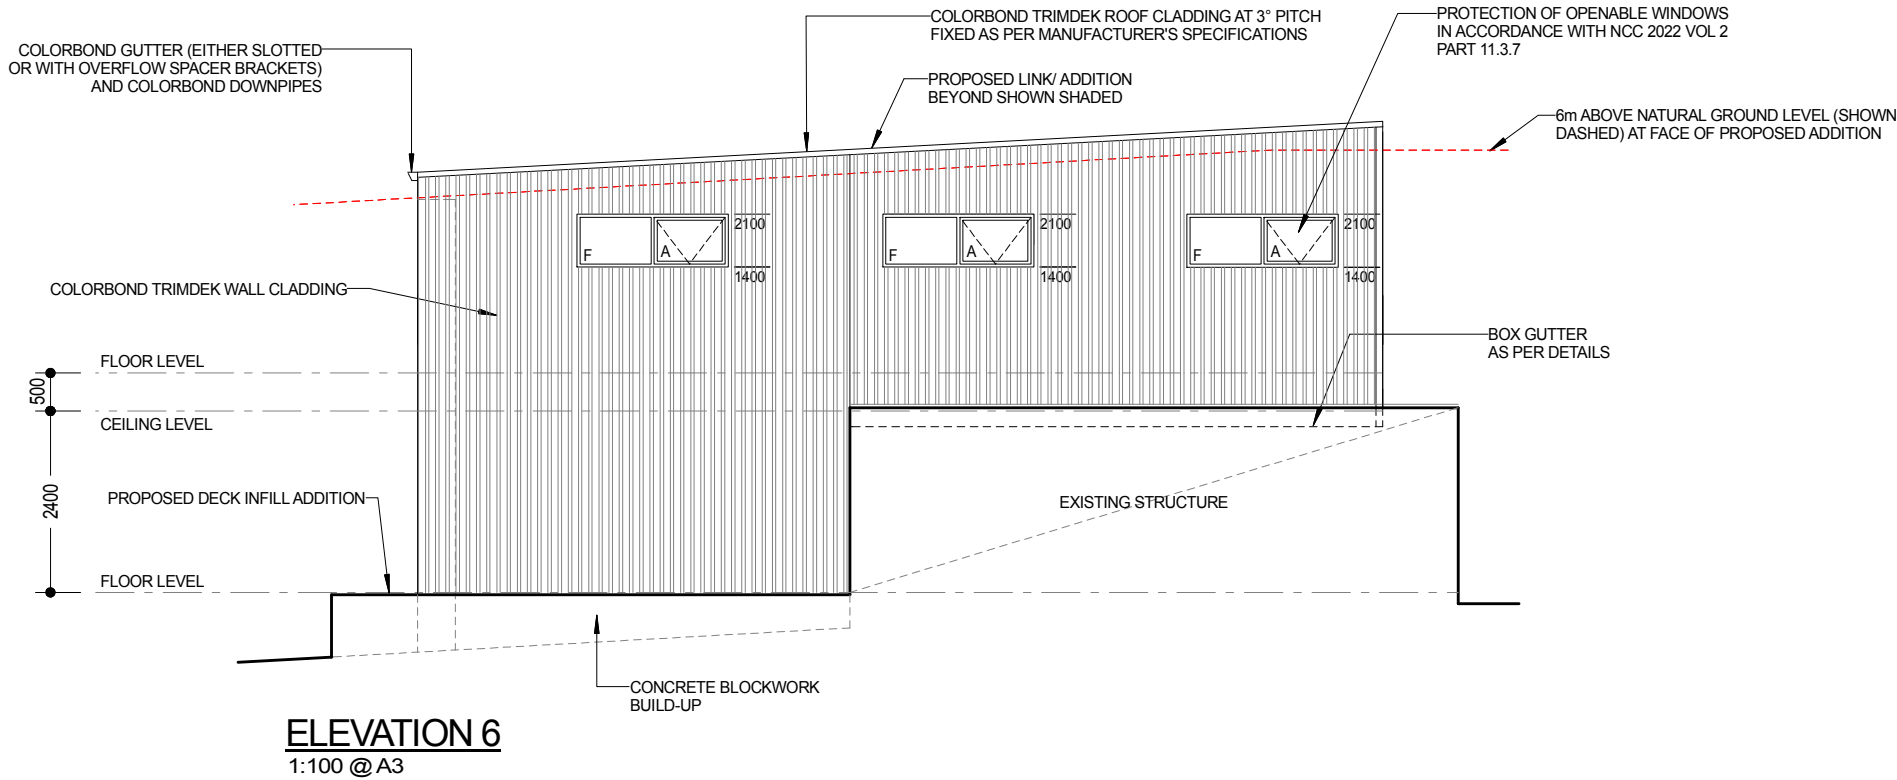 COLORBOND GUTTER (EITHER SLOTTED
OR WITH OVERFLOW SPACER BRACKETS)
AND COLORBOND DOWNPIPES
COLORBOND TRIMDEK ROOF CLADDING AT 3° PITCH
FIXED AS PER MANUFACTURER'S SPECIFICATIONS
PROPOSED LINK/ ADDITION
BEYOND SHOWN SHADED
PROTECTION OF OPENABLE WINDOWS
IN ACCORDANCE WITH NCC 2022 VOL 2
PART 11.3.7
6m ABOVE NATURAL GROUND LEVEL (SHOWN
DASHED) AT FACE OF PROPOSED ADDITION
F
A
2100
1400
F
A
2100
1400
F
A
2100
1400
COLORBOND TRIMDEK WALL CLADDING
BOX GUTTER
AS PER DETAILS
FLOOR LEVEL
500
CEILING LEVEL
2400
PROPOSED DECK INFILL ADDITION
EXISTING STRUCTURE
FLOOR LEVEL
CONCRETE BLOCKWORK
BUILD-UP
ELEVATION 6
1:100 @ A3